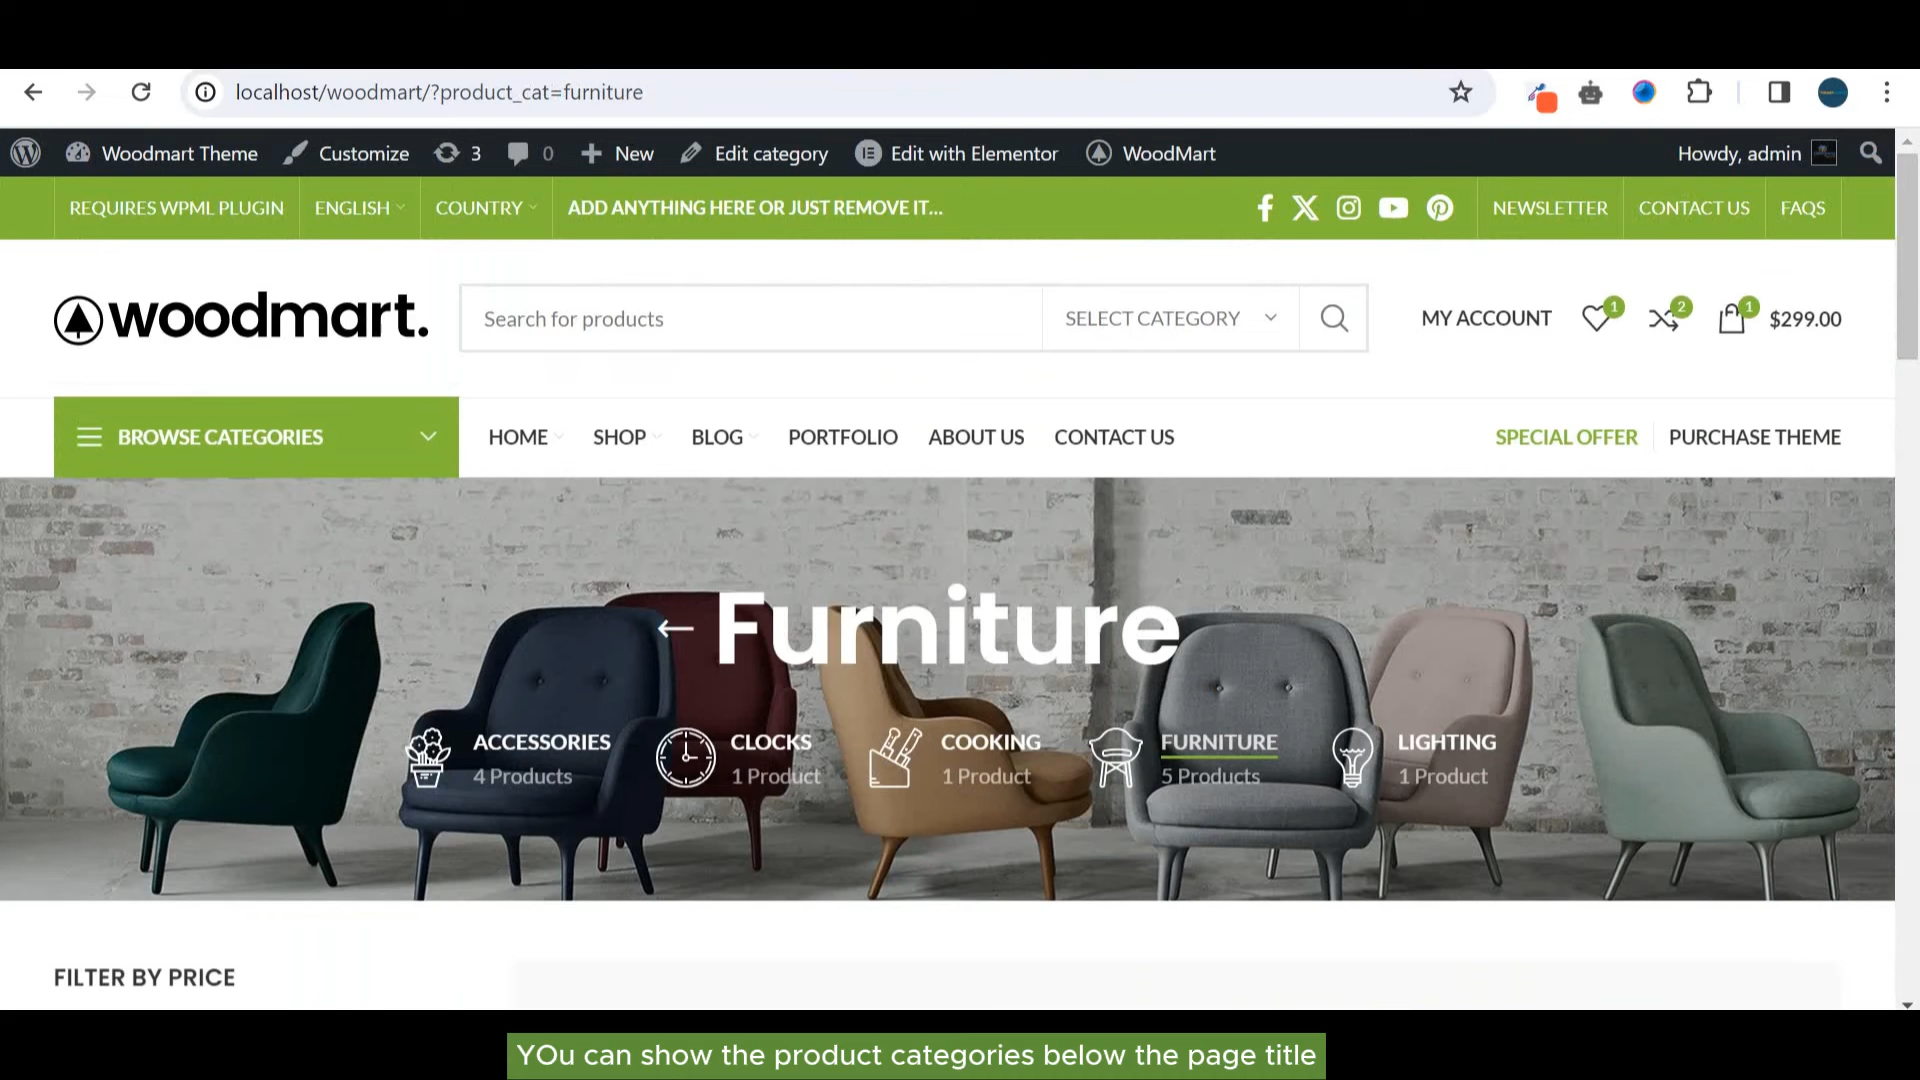 localhost/woodmart/?product_cat=furniture
Woodmart Theme Customize 3 0 New Edit category Edit with Elementor WoodMart Howdy, admin
REQUIRES WPML PLUGIN ENGLISH COUNTRY ADD ANYTHING HERE OR JUST REMOVE IT... NEWSLETTER CONTACT US FAQS
woodmart. Search for products SELECT CATEGORY MY ACCOUNT 1 2 1 $299.00
BROWSE CATEGORIES HOME SHOP BLOG PORTFOLIO ABOUT US CONTACT US SPECIAL OFFER PURCHASE THEME
Furniture
ACCESSORIES CLOCKS COOKING FURNITURE LIGHTING
4 Products 1 Product 1 Product 5 Products 1 Product
FILTER BY PRICE
YOu can show the product categories below the page title